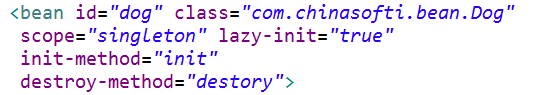 <bean id="dog" class="com.chinasofti.bean.Dog"
scope="singleton" lazy-init="true"
init-method="init"
destroy-method="destory">